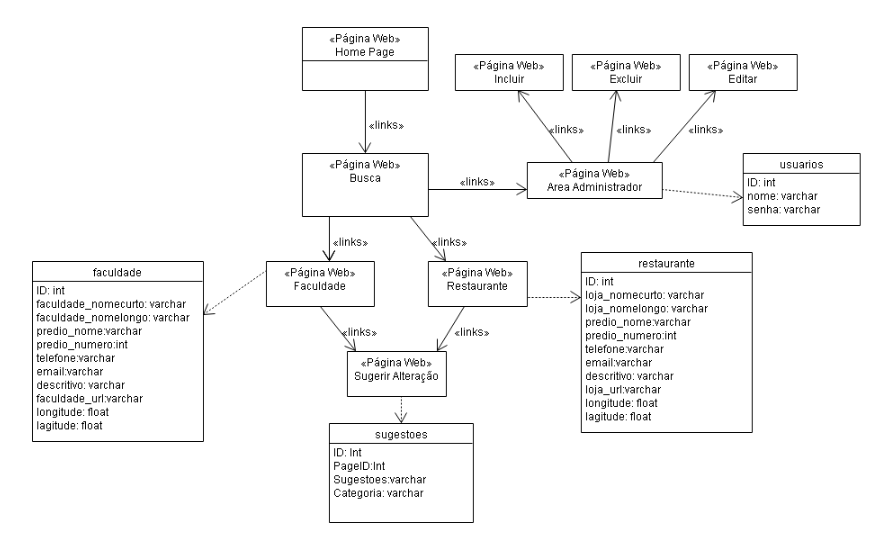 «Página Web»
Home Page
«Página Web»
Incluir
«Página Web»
Excluir
«Página Web»
Editar
«links»
«links»
«links»
«links»
«Página Web»
Busca
«links»
«Página Web»
Area Administrador
usuarios
ID: int
nome: varchar
senha: varchar
«links»
«links»
faculdade
ID: int
faculdade_nomecurto: varchar
faculdade_nomelongo: varchar
predio_nome:varchar
predio_numero:int
telefone:varchar
email:varchar
descritivo: varchar
faculdade_url:varchar
longitude: float
lagitude: float
«Página Web»
Faculdade
«Página Web»
Restaurante
restaurante
ID: int
loja_nomecurto: varchar
loja_nomelongo: varchar
predio_nome:varchar
predio_numero:int
telefone:varchar
email:varchar
descritivo: varchar
loja_url:varchar
longitude: float
lagitude: float
«links»
«links»
«Página Web»
Sugerir Alteração
sugestoes
ID: Int
PageID:Int
Sugestoes:varchar
Categoria: varchar